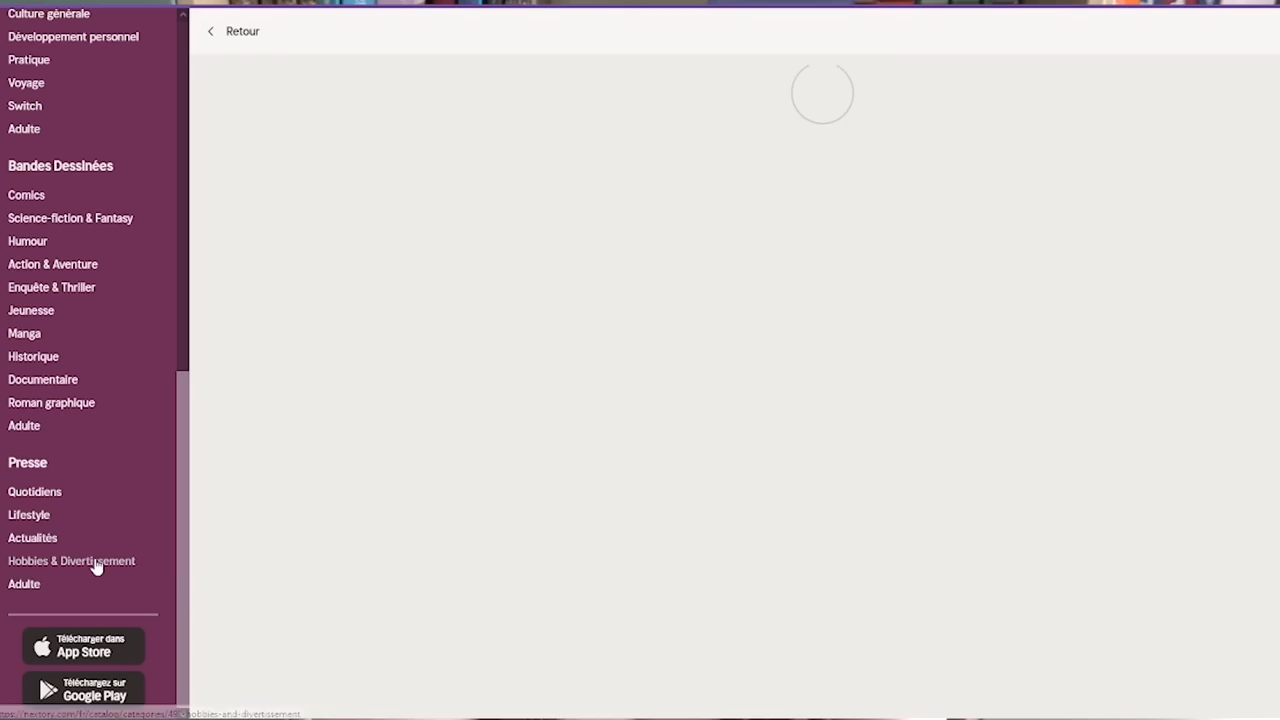 Culture générale
Développement personnel
Pratique
Voyage
Switch
Adulte
Bandes Dessinées
Comics
Science-fiction & Fantasy
Humour
Action & Aventure
Enquête & Thriller
Jeunesse
Manga
Historique
Documentaire
Roman graphique
Adulte
Presse
Quotidiens
Lifestyle
Actualités
Hobbies & Divertissement
Adulte
Télécharger dans
App Store
Téléchargez sur
Google Play
Retour